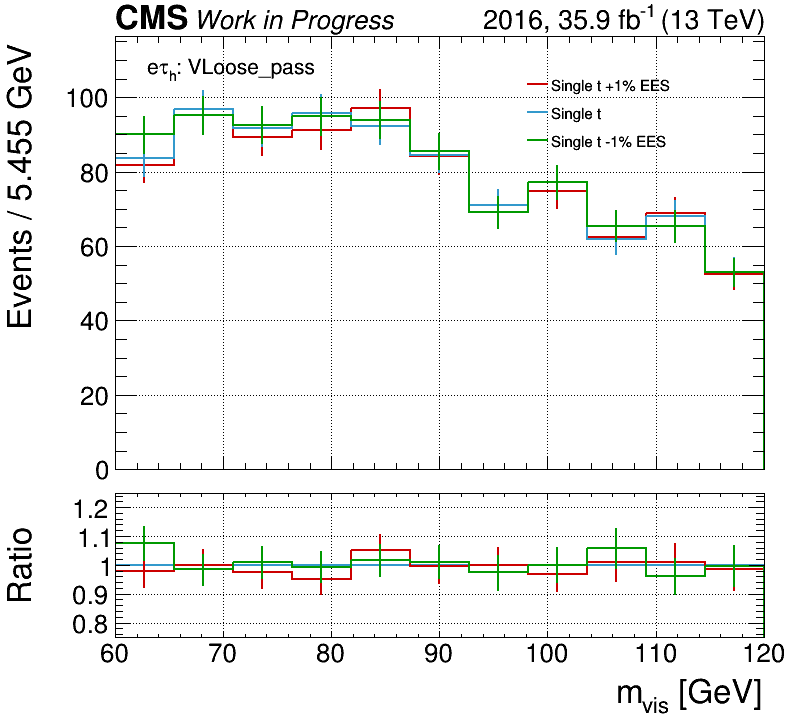 CMS Work in Progress 2016, 35.9 fb⁻¹ (13 TeV)
eτₕ: VLoose_pass
Single t +1% EES
Single t
Single t -1% EES
Events / 5.455 GeV
100
80
60
40
20
0
Ratio
1.2
1.1
1
0.9
0.8
60 70 80 90 100 110 120
m_vis [GeV]